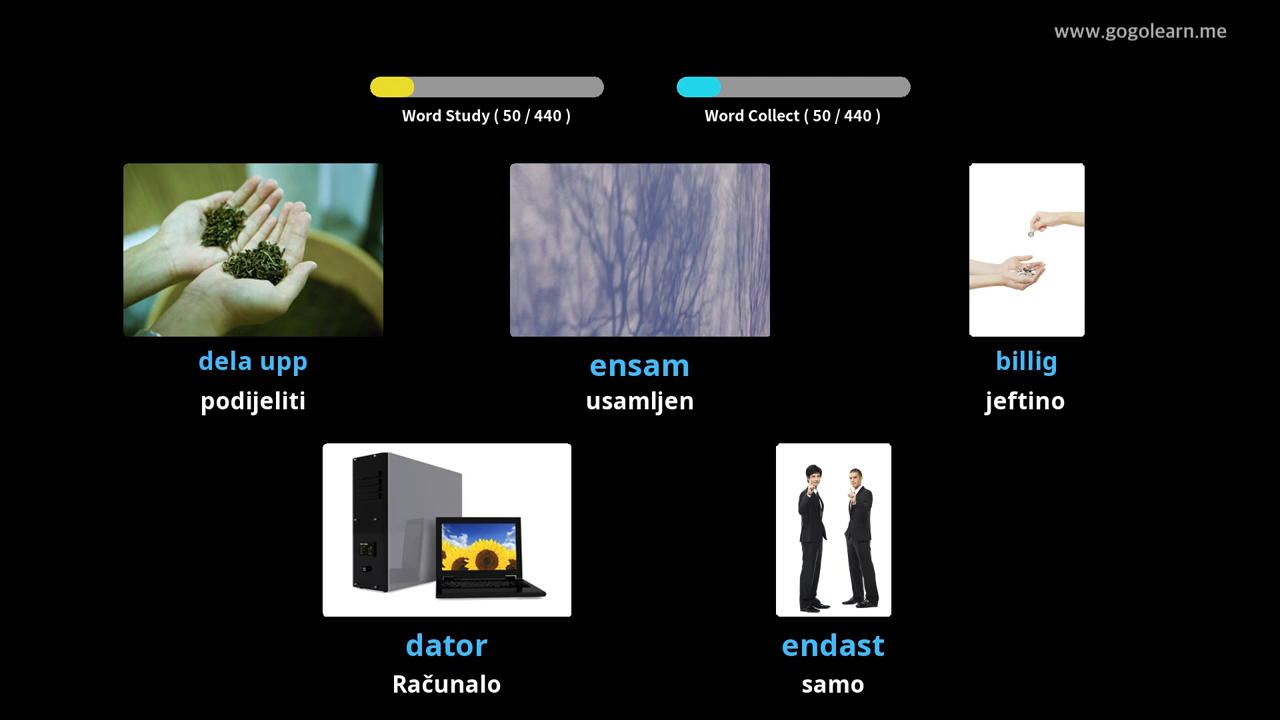 www.gogolearn.me
Word Study ( 50 / 440 )
Word Collect ( 50 / 440 )
dela upp
podijeliti
ensam
usamljen
billig
jeftino
dator
Računalo
endast
samo